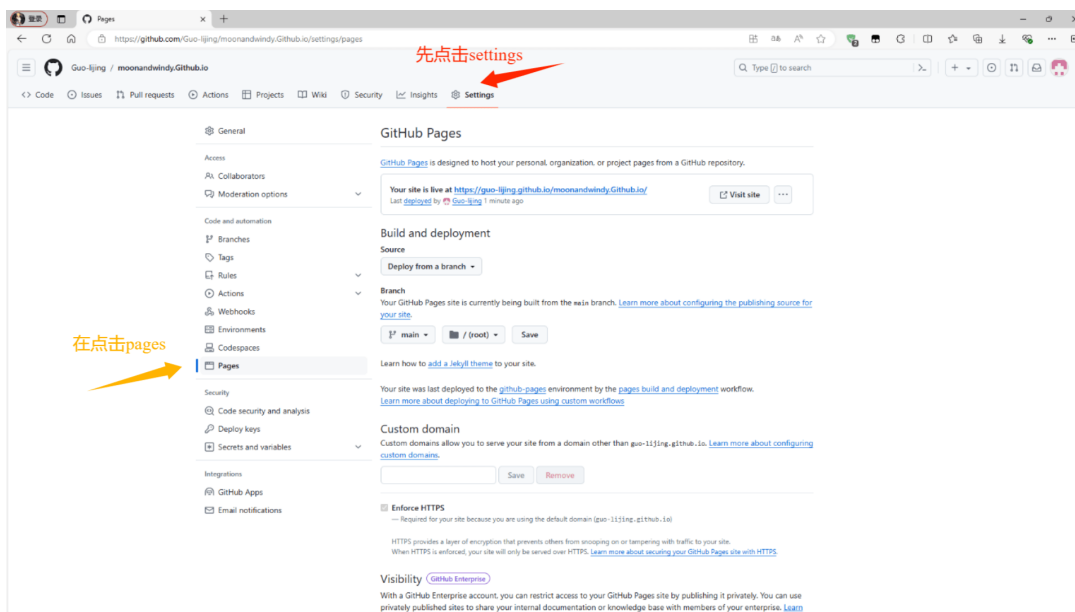 登录
Pages
https://github.com/Guo-lijing/moonandwindy.Github.io/settings/pages
先点击settings
Guo-lijing / moonandwindy.Github.io
Type / to search
Code Issues Pull requests Actions Projects Wiki Security Insights Settings
General
Access
Collaborators
Moderation options
Code and automation
Branches
Tags
Rules
Actions
Webhooks
Environments
Codespaces
在点击pages
Pages
Security
Code security and analysis
Deploy keys
Secrets and variables
Integrations
GitHub Apps
Email notifications
GitHub Pages
GitHub Pages is designed to host your personal, organization, or project pages from a GitHub repository.
Your site is live at https://guo-lijing.github.io/moonandwindy.Github.io/
Last deployed by Guo-lijing 1 minute ago
Visit site
Build and deployment
Source
Deploy from a branch
Branch
Your GitHub Pages site is currently being built from the main branch. Learn more about configuring the publishing source for
your site.
main / (root) Save
Learn how to add a Jekyll theme to your site.
Your site was last deployed to the github-pages environment by the pages build and deployment workflow.
Learn more about deploying to GitHub Pages using custom workflows
Custom domain
Custom domains allow you to serve your site from a domain other than guo-lijing.github.io. Learn more about configuring
custom domains.
Save Remove
Enforce HTTPS
— Required for your site because you are using the default domain (guo-lijing.github.io)
HTTPS provides a layer of encryption that prevents others from snooping on or tampering with traffic to your site.
When HTTPS is enforced, your site will only be served over HTTPS. Learn more about securing your GitHub Pages site with HTTPS.
Visibility GitHub Enterprise
With a GitHub Enterprise account, you can restrict access to your GitHub Pages site by publishing it privately. You can use
privately published sites to share your internal documentation or knowledge base with members of your enterprise. Learn